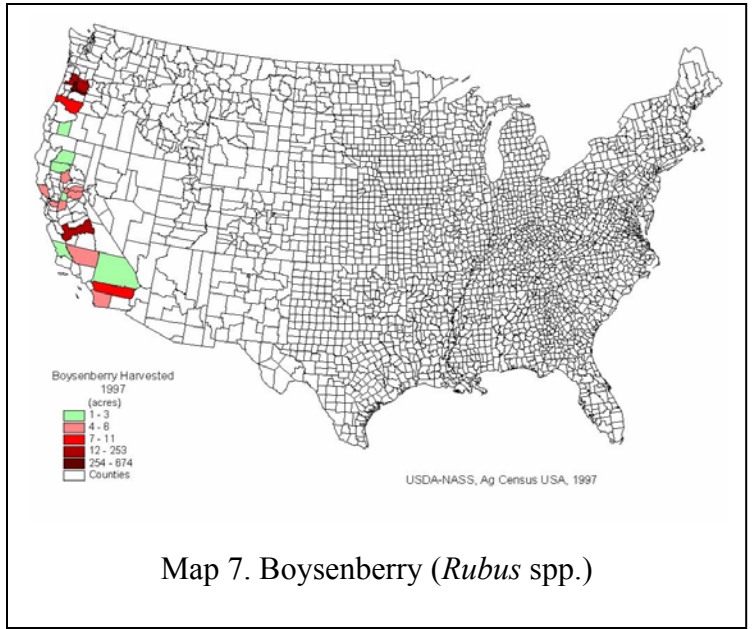 Boysenberry Harvested
1997
(acres)
1 - 3
4 - 6
7 - 11
12 - 253
254 - 674
Counties
USDA-NASS, Ag Census USA, 1997
Map 7. Boysenberry (Rubus spp.)